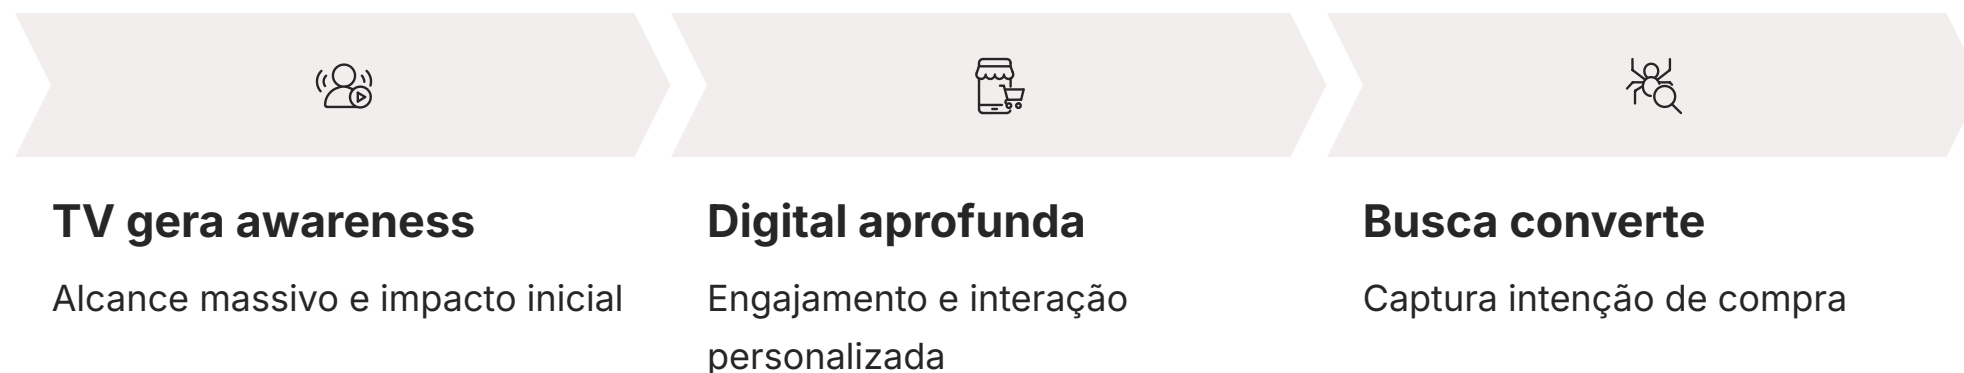 TV gera awareness
Alcance massivo e impacto inicial
Digital aprofunda
Engajamento e interação
personalizada
Busca converte
Captura intenção de compra